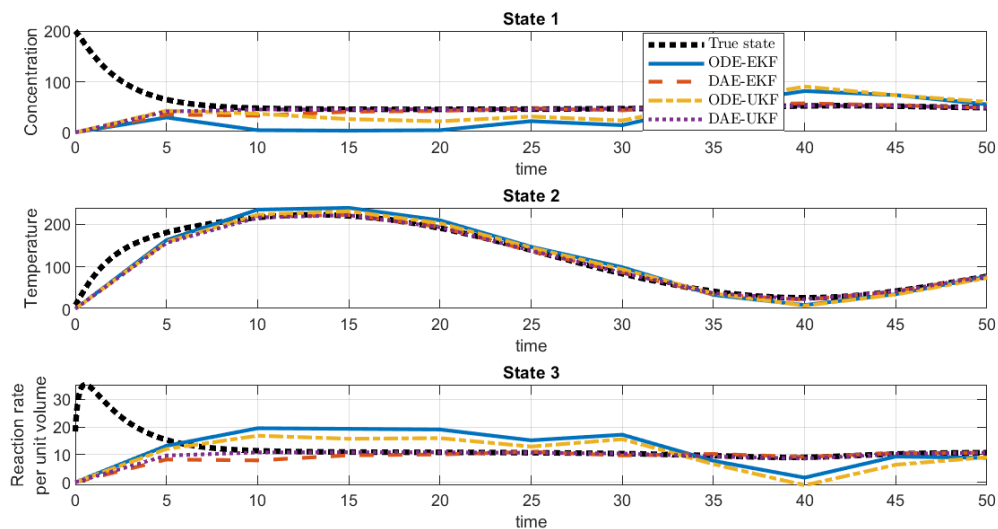 State 1
Concentration
200
100
0
True state
ODE-EKF
DAE-EKF
ODE-UKF
DAE-UKF
0 5 10 15 20 25 30 35 40 45 50
time
State 2
Temperature
200
100
0
0 5 10 15 20 25 30 35 40 45 50
time
State 3
Reaction rate
per unit volume
30
20
10
0
0 5 10 15 20 25 30 35 40 45 50
time